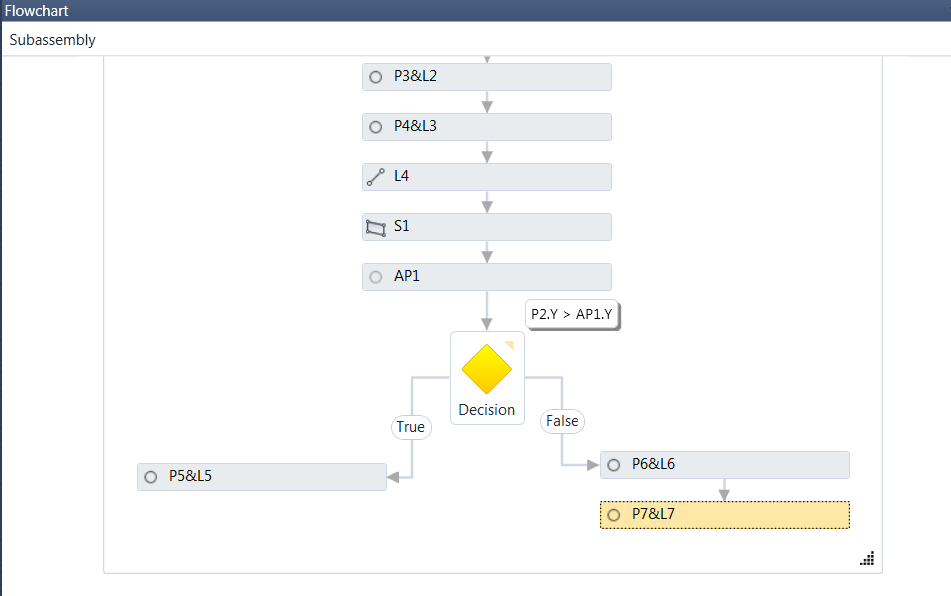 Flowchart
Subassembly
P3&L2
P4&L3
L4
S1
AP1
P2.Y > AP1.Y
Decision
True
False
P5&L5
P6&L6
P7&L7